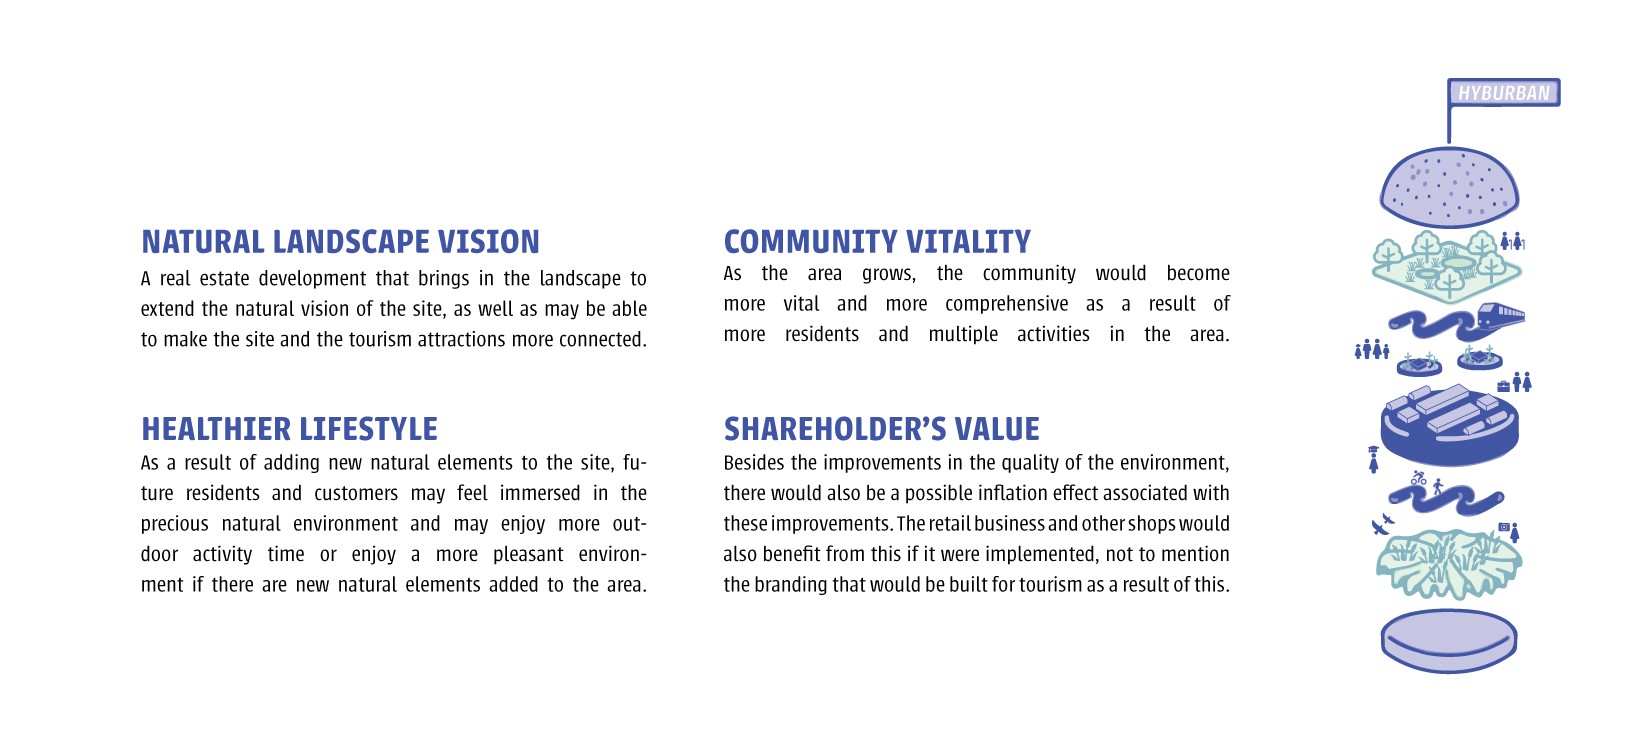 HYBURBAN
NATURAL LANDSCAPE VISION
A real estate development that brings in the landscape to
extend the natural vision of the site, as well as may be able
to make the site and the tourism attractions more connected.
COMMUNITY VITALITY
As the area grows, the community would become
more vital and more comprehensive as a result of
more residents and multiple activities in the area.
HEALTHIER LIFESTYLE
As a result of adding new natural elements to the site, fu-
ture residents and customers may feel immersed in the
precious natural environment and may enjoy more out-
door activity time or enjoy a more pleasant environ-
ment if there are new natural elements added to the area.
SHAREHOLDER’S VALUE
Besides the improvements in the quality of the environment,
there would also be a possible inflation effect associated with
these improvements. The retail business and other shops would
also benefit from this if it were implemented, not to mention
the branding that would be built for tourism as a result of this.